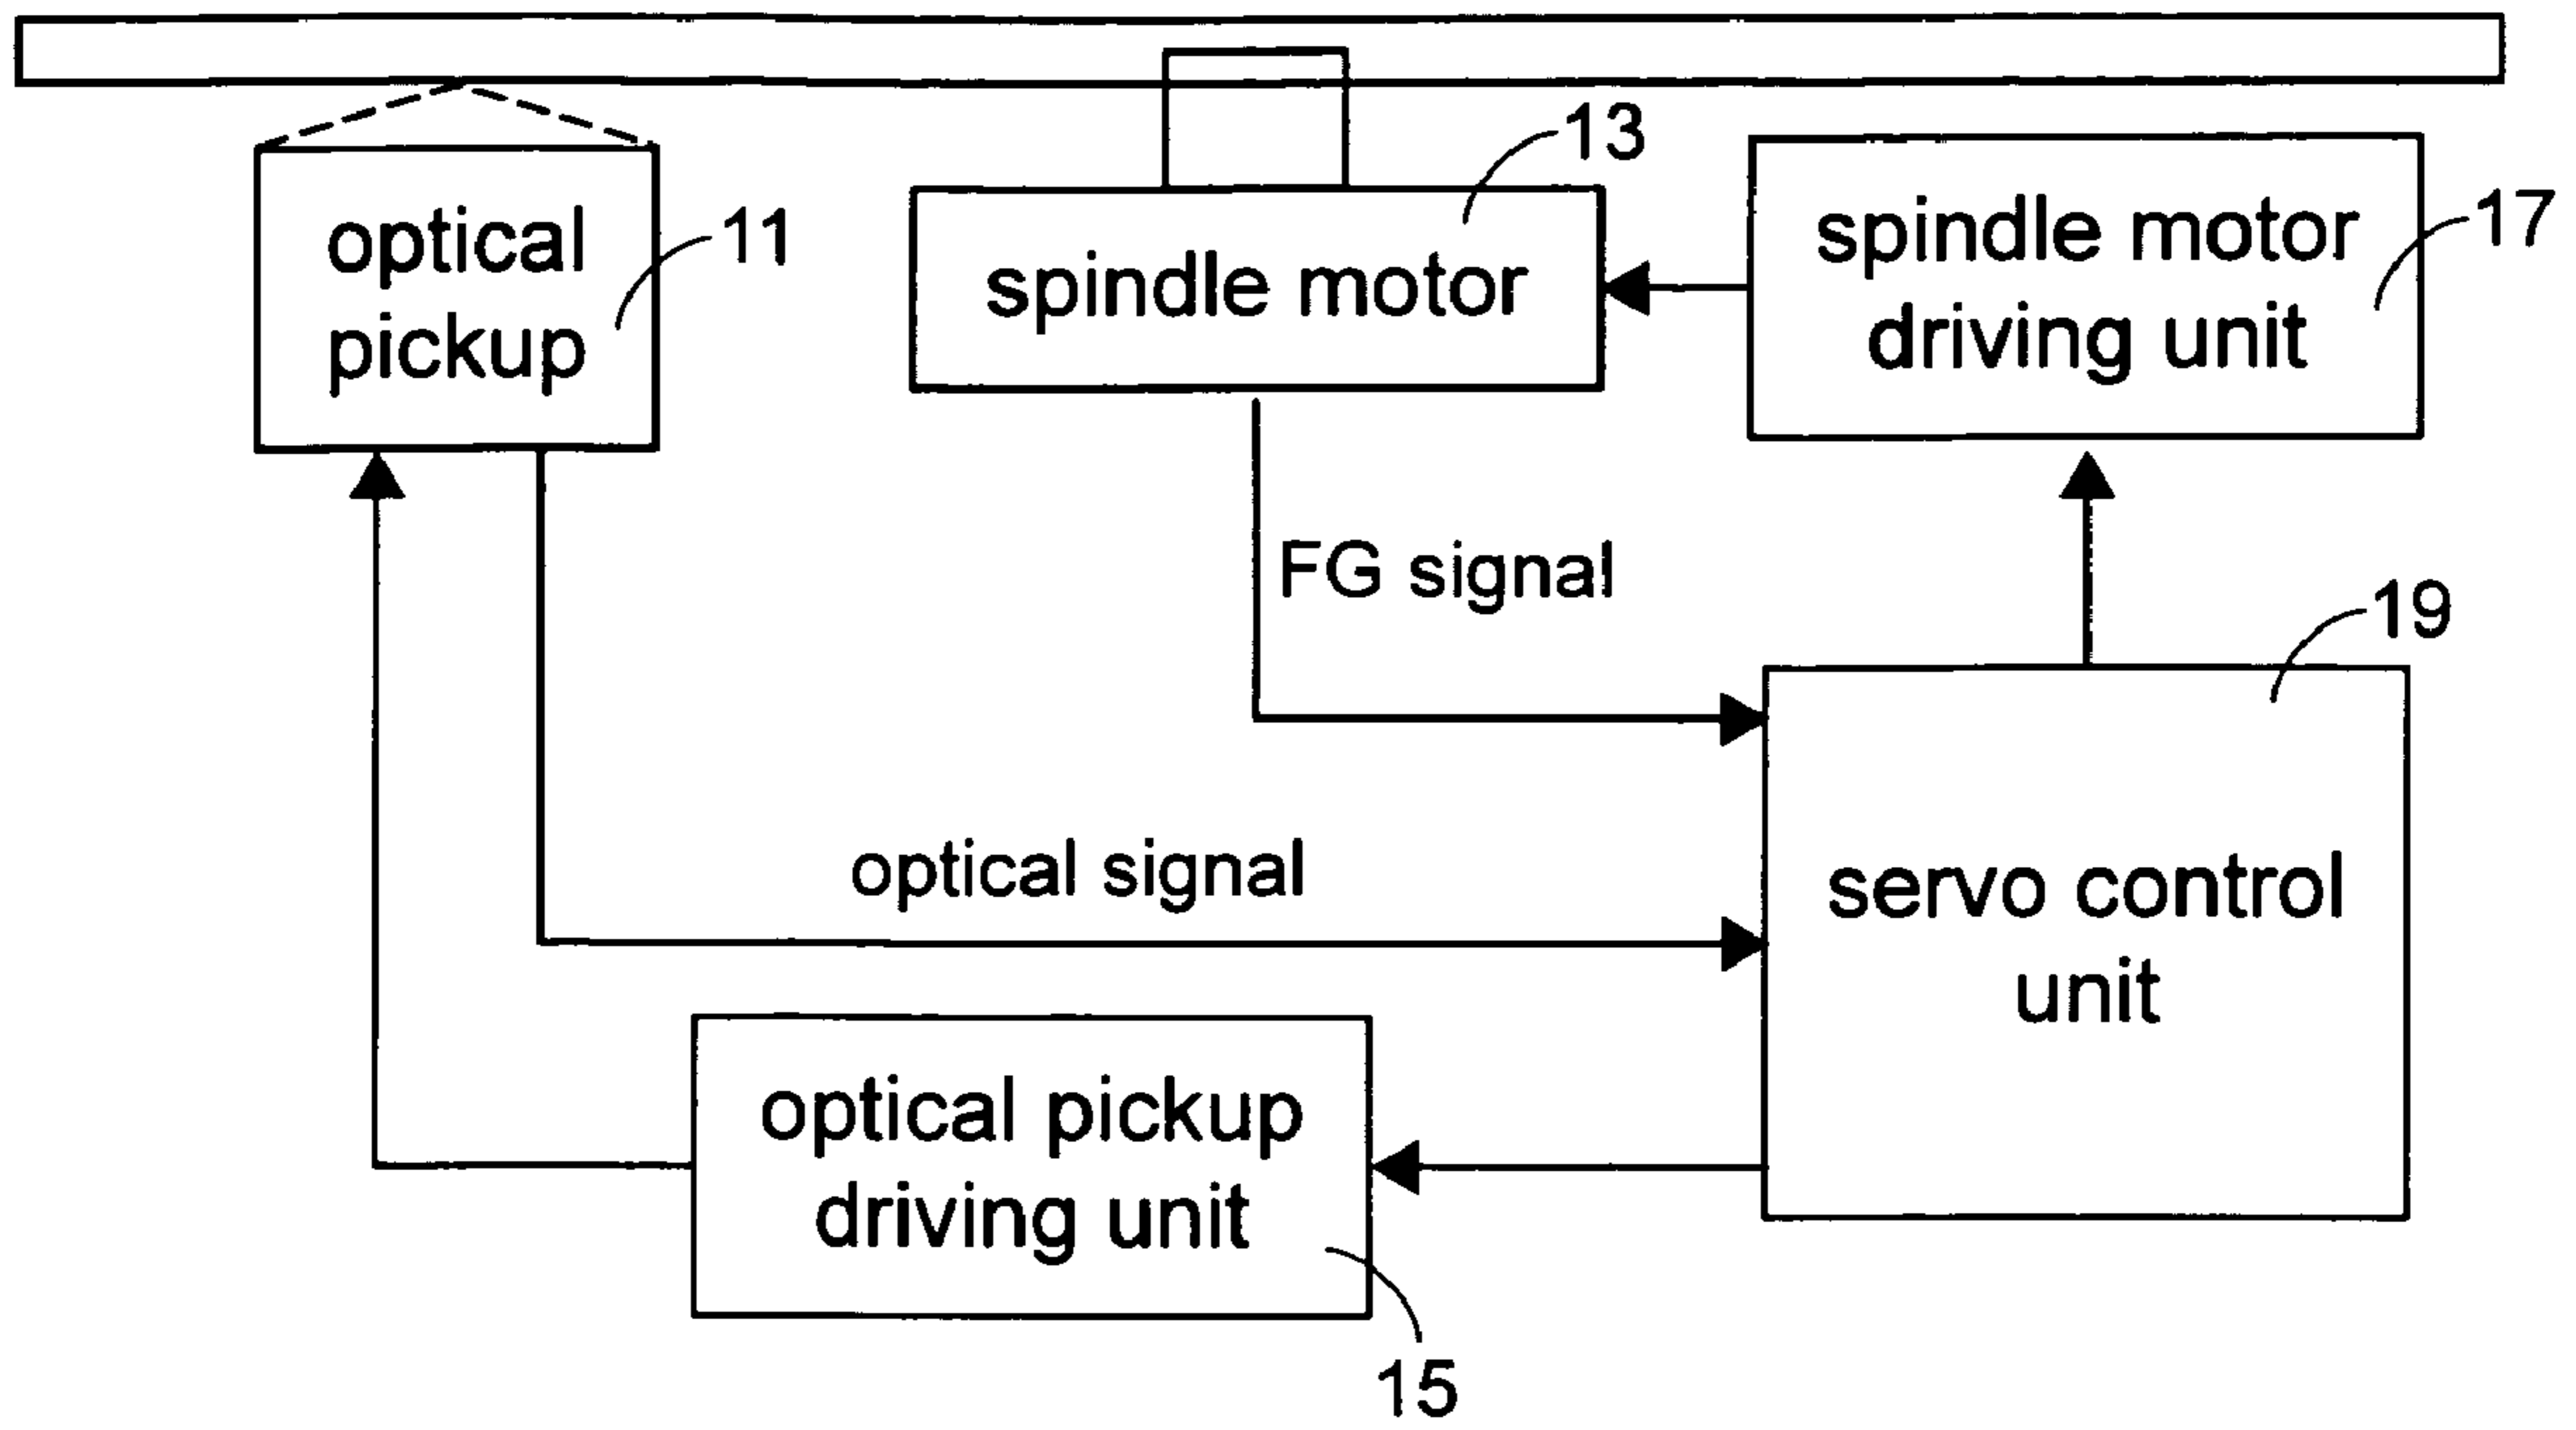 13
spindle motor
driving unit
17
optical
pickup
11
spindle motor
FG signal
19
optical signal
servo control
unit
optical pickup
driving unit
15